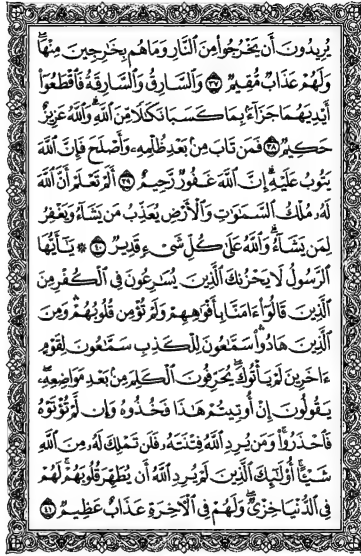 يُرِيدُونَ أَن يَخْرُجُوا۟ مِنَ ٱلنَّارِ وَمَا هُم بِخَٰرِجِينَ مِنْهَا ۖ
وَلَهُمْ عَذَابٌ مُّقِيمٌ ٣٧ وَٱلسَّارِقُ وَٱلسَّارِقَةُ فَٱقْطَعُوٓا۟
أَيْدِيَهُمَا جَزَآءًۢ بِمَا كَسَبَا نَكَٰلًا مِّنَ ٱللَّهِ ۗ وَٱللَّهُ عَزِيزٌ
حَكِيمٌ ٣٨ فَمَن تَابَ مِنۢ بَعْدِ ظُلْمِهِۦ وَأَصْلَحَ فَإِنَّ ٱللَّهَ
يَتُوبُ عَلَيْهِ ۗ إِنَّ ٱللَّهَ غَفُورٌ رَّحِيمٌ ٣٩ أَلَمْ تَعْلَمْ أَنَّ ٱللَّهَ
لَهُۥ مُلْكُ ٱلسَّمَٰوَٰتِ وَٱلْأَرْضِ يُعَذِّبُ مَن يَشَآءُ وَيَغْفِرُ
لِمَن يَشَآءُ ۗ وَٱللَّهُ عَلَىٰ كُلِّ شَىْءٍ قَدِيرٌ ٤٠ ۞ يَٰٓأَيُّهَا
ٱلرَّسُولُ لَا يَحْزُنكَ ٱلَّذِينَ يُسَٰرِعُونَ فِى ٱلْكُفْرِ مِنَ
ٱلَّذِينَ قَالُوٓا۟ ءَامَنَّا بِأَفْوَٰهِهِمْ وَلَمْ تُؤْمِن قُلُوبُهُمْ ۛ وَمِنَ
ٱلَّذِينَ هَادُوا۟ ۛ سَمَّٰعُونَ لِلْكَذِبِ سَمَّٰعُونَ لِقَوْمٍ
ءَاخَرِينَ لَمْ يَأْتُوكَ ۖ يُحَرِّفُونَ ٱلْكَلِمَ مِنۢ بَعْدِ مَوَاضِعِهِۦ ۖ
يَقُولُونَ إِنْ أُوتِيتُمْ هَٰذَا فَخُذُوهُ وَإِن لَّمْ تُؤْتَوْهُ
فَٱحْذَرُوا۟ ۚ وَمَن يُرِدِ ٱللَّهُ فِتْنَتَهُۥ فَلَن تَمْلِكَ لَهُۥ مِنَ ٱللَّهِ
شَيْـًٔا ۚ أُو۟لَٰٓئِكَ ٱلَّذِينَ لَمْ يُرِدِ ٱللَّهُ أَن يُطَهِّرَ قُلُوبَهُمْ ۚ لَهُمْ
فِى ٱلدُّنْيَا خِزْىٌ ۖ وَلَهُمْ فِى ٱلْـَٔاخِرَةِ عَذَابٌ عَظِيمٌ ٤١